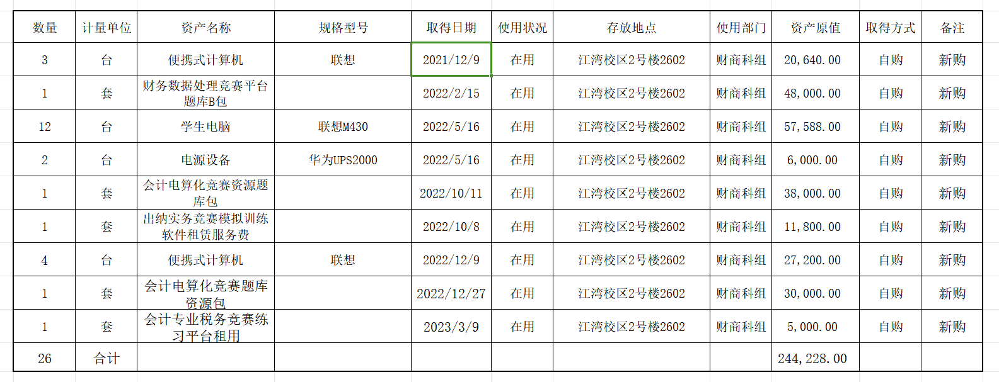 数量 计量单位 资产名称 规格型号 取得日期 使用状况 存放地点 使用部门 资产原值 取得方式 备注
3 台 便携式计算机 联想 2021/12/9 在用 江湾校区2号楼2602 财商科组 20,640.00 自购 新购
1 套 财务数据处理竞赛平台
题库B包 2022/2/15 在用 江湾校区2号楼2602 财商科组 48,000.00 自购 新购
12 台 学生电脑 联想M430 2022/5/16 在用 江湾校区2号楼2602 财商科组 57,588.00 自购 新购
2 台 电源设备 华为UPS2000 2022/5/16 在用 江湾校区2号楼2602 财商科组 6,000.00 自购 新购
1 套 会计电算化竞赛资源题
库包 2022/10/11 在用 江湾校区2号楼2602 财商科组 38,000.00 自购 新购
1 套 出纳实务竞赛模拟训练
软件租赁服务费 2022/10/8 在用 江湾校区2号楼2602 财商科组 11,800.00 自购 新购
4 台 便携式计算机 联想 2022/12/9 在用 江湾校区2号楼2602 财商科组 27,200.00 自购 新购
1 套 会计电算化竞赛题库
资源包 2022/12/27 在用 江湾校区2号楼2602 财商科组 30,000.00 自购 新购
1 套 会计专业税务竞赛练
习平台租用 2023/3/9 在用 江湾校区2号楼2602 财商科组 5,000.00 自购 新购
26 合计 244,228.00